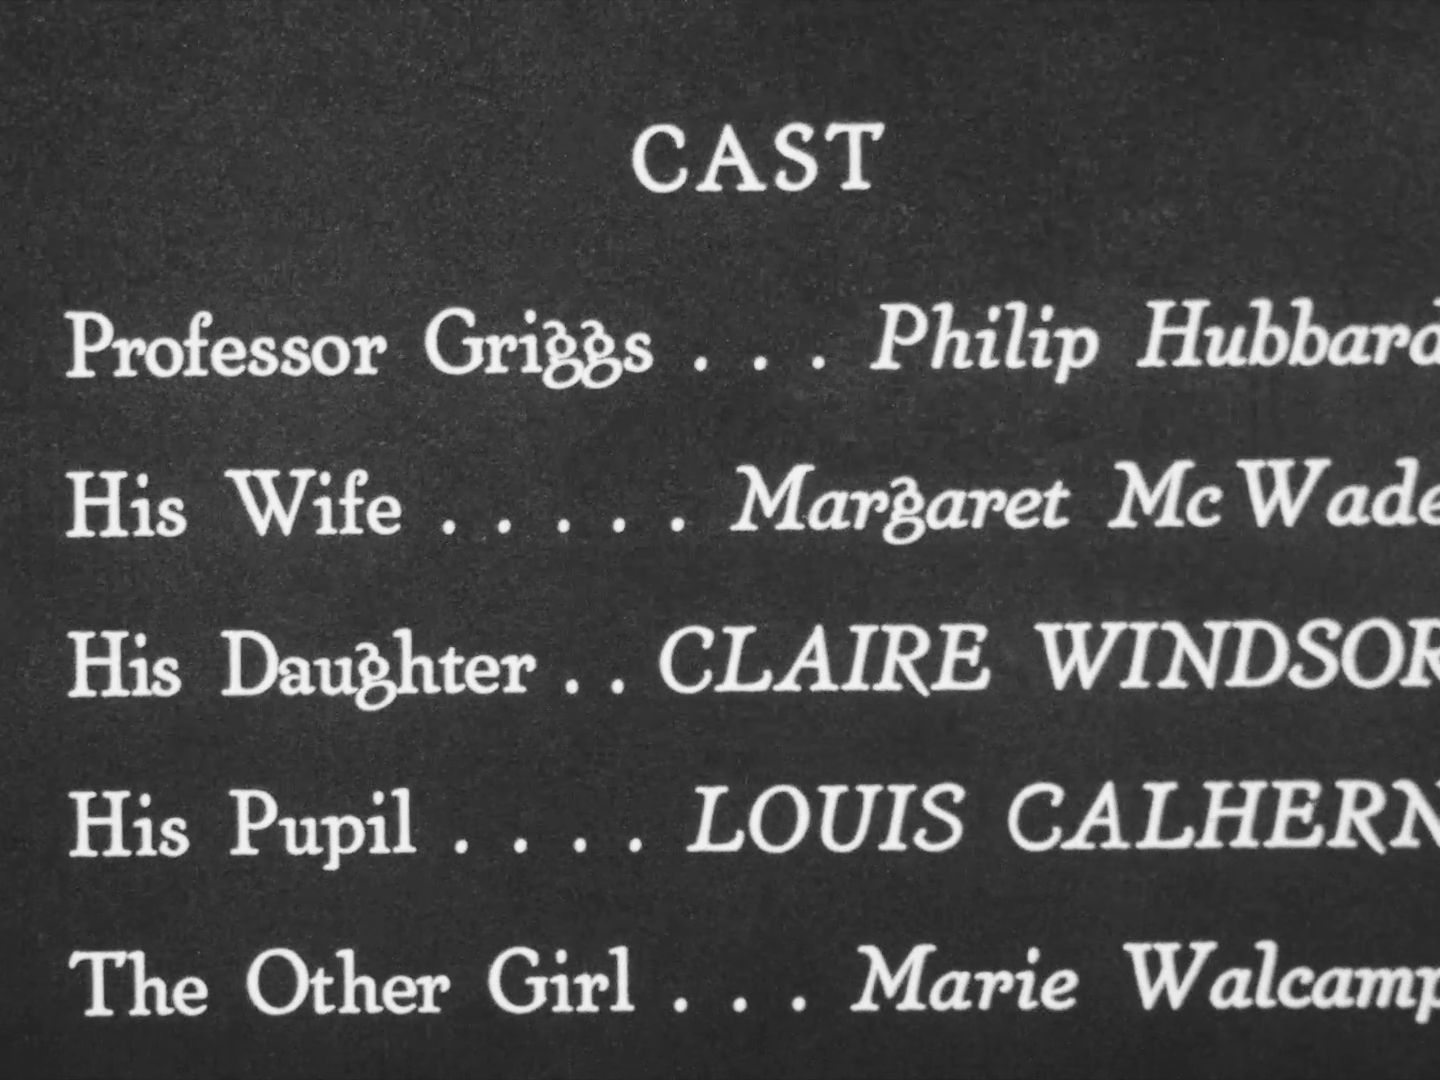 CAST
Professor Griggs . . . Philip Hubbard
His Wife . . . . . Margaret McWade
His Daughter . . CLAIRE WINDSOR
His Pupil . . . . LOUIS CALHERN
The Other Girl . . . Marie Walcamp